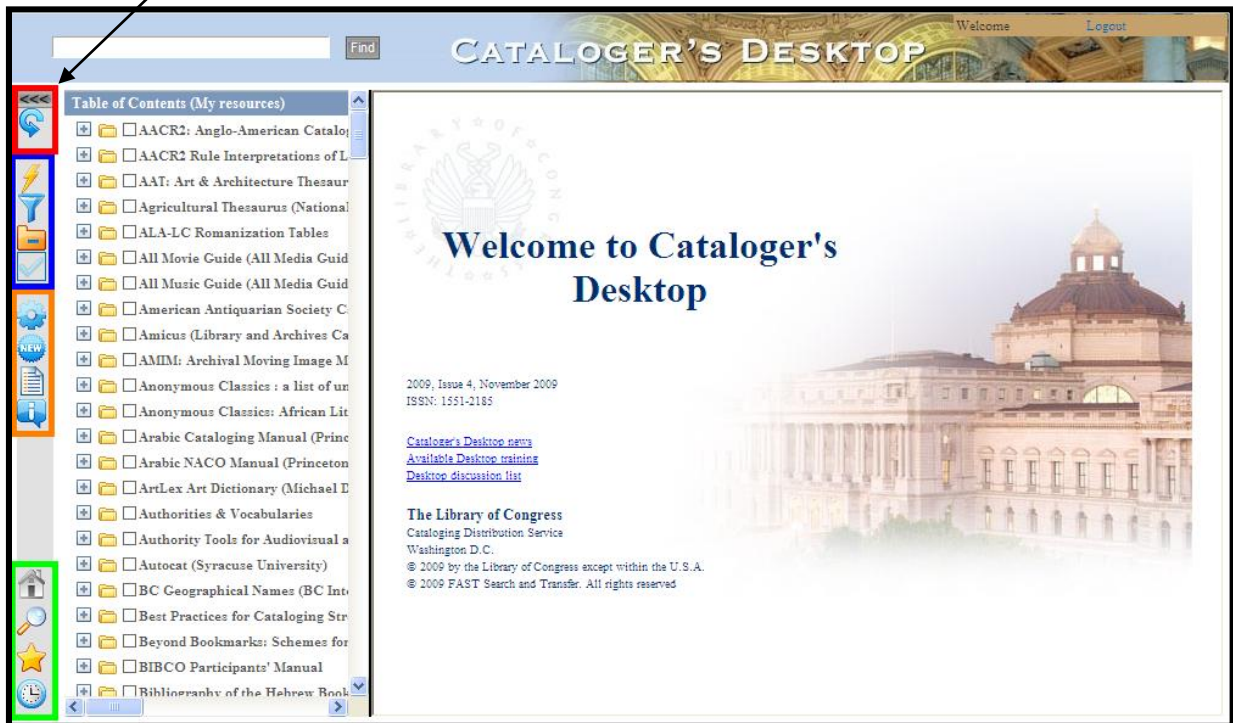 Find
CATALOGER'S DESKTOP
Welcome Logout
<<<
NEW
Table of Contents (My resources)
AACR2: Anglo-American Catalog
AACR2 Rule Interpretations of L
AAT: Art & Architecture Thesaur
Agricultural Thesaurus (National
ALA-LC Romanization Tables
All Movie Guide (All Media Guid
All Music Guide (All Media Guid
American Antiquarian Society C
Amicus (Library and Archives Ca
AMIM: Archival Moving Image M
Anonymous Classics : a list of un
Anonymous Classics: African Lit
Arabic Cataloging Manual (Princ
Arabic NACO Manual (Princeton
ArtLex Art Dictionary (Michael D
Authorities & Vocabularies
Authority Tools for Audiovisual a
Autocat (Syracuse University)
BC Geographical Names (BC Int
Best Practices for Cataloging Str
Beyond Bookmarks: Schemes for
BIBCO Participants' Manual
Bibliography of the Hebrew Book
THE LIBRARY OF CONGRESS
Welcome to Cataloger's
Desktop
2009, Issue 4, November 2009
ISSN: 1551-2185
Cataloger's Desktop news
Available Desktop training
Desktop discussion list
The Library of Congress
Cataloging Distribution Service
Washington D.C.
© 2009 by the Library of Congress except within the U.S.A.
© 2009 FAST Search and Transfer. All rights reserved